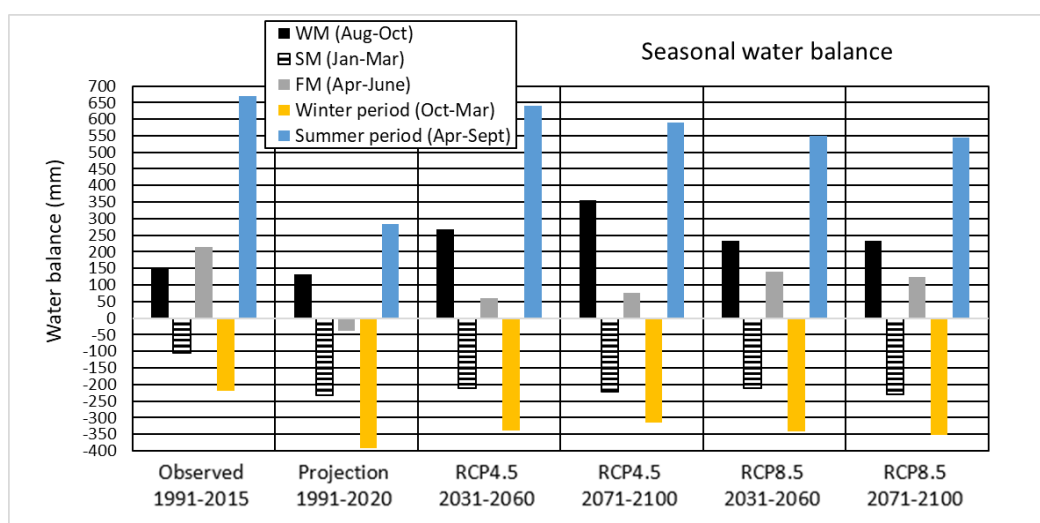 WM (Aug-Oct)
SM (Jan-Mar)
FM (Apr-June)
Winter period (Oct-Mar)
Summer period (Apr-Sept)
Seasonal water balance
Water balance (mm)
700
650
600
550
500
450
400
350
300
250
200
150
100
50
0
-50
-100
-150
-200
-250
-300
-350
-400
Observed
1991-2015
Projection
1991-2020
RCP4.5
2031-2060
RCP4.5
2071-2100
RCP8.5
2031-2060
RCP8.5
2071-2100